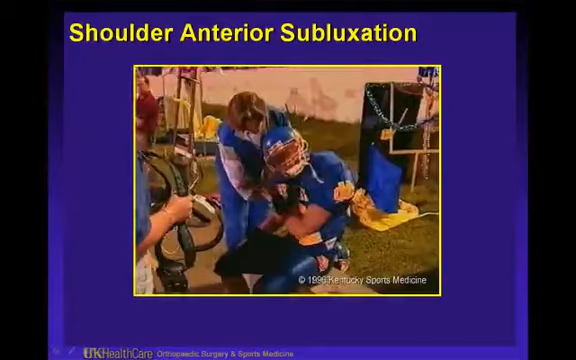 Shoulder Anterior Subluxation
© 1996 Kentucky Sports Medicine
UKHealthCare Orthopaedic Surgery & Sports Medicine